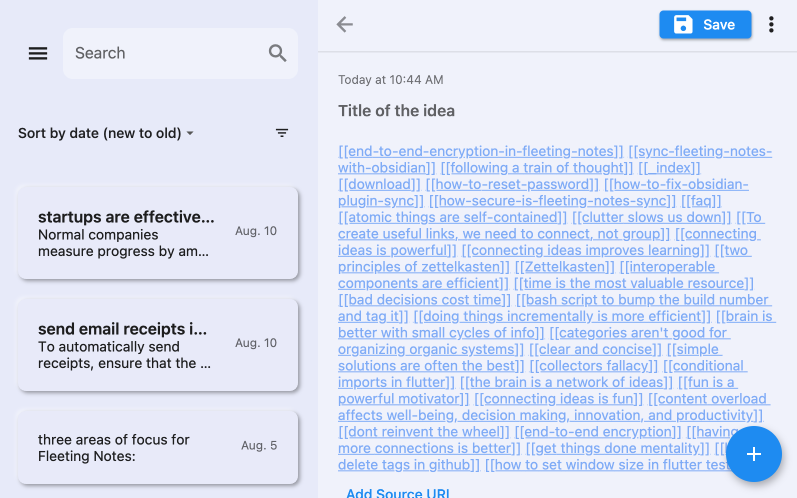 Search
Sort by date (new to old)
startups are effective...
Normal companies
measure progress by am...
Aug. 10
send email receipts i...
To automatically send
receipts, ensure that the ...
Aug. 10
three areas of focus for
Fleeting Notes:
Aug. 5
Save
Today at 10:44 AM
Title of the idea
[[end-to-end-encryption-in-fleeting-notes]] [[sync-fleeting-notes-
with-obsidian]] [[following a train of thought]] [[_index]]
[[download]] [[how-to-reset-password]] [[how-to-fix-obsidian-
plugin-sync]] [[how-secure-is-fleeting-notes-sync]] [[faq]]
[[atomic things are self-contained]] [[clutter slows us down]] [[To
create useful links, we need to connect, not group]] [[connecting
ideas is powerful]] [[connecting ideas improves learning]] [[two
principles of zettelkasten]] [[Zettelkasten]] [[interoperable
components are efficient]] [[time is the most valuable resource]]
[[bad decisions cost time]] [[bash script to bump the build number
and tag it]] [[doing things incrementally is more efficient]] [[brain is
better with small cycles of info]] [[categories aren't good for
organizing organic systems]] [[clear and concise]] [[simple
solutions are often the best]] [[collectors fallacy]] [[conditional
imports in flutter]] [[the brain is a network of ideas]] [[fun is a
powerful motivator]] [[connecting ideas is fun]] [[content overload
affects well-being, decision making, innovation, and productivity]]
[[dont reinvent the wheel]] [[end-to-end encryption]] [[having
more connections is better]] [[get things done mentality]]
delete tags in github]] [[how to set window size in flutter
Add Source URL